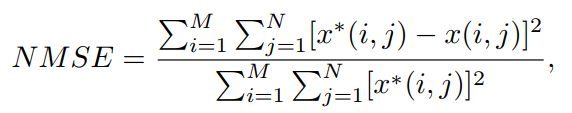 NMSE = \frac{\sum_{i=1}^{M} \sum_{j=1}^{N} [x^*(i,j) - x(i,j)]^2}{\sum_{i=1}^{M} \sum_{j=1}^{N} [x^*(i,j)]^2},